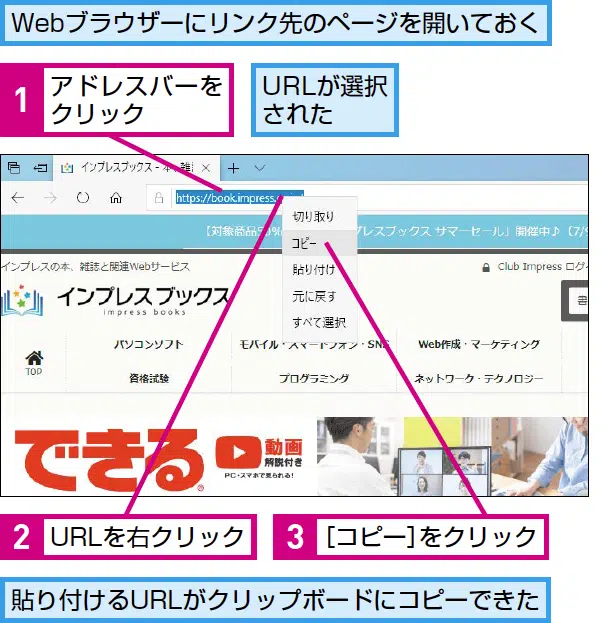 Webブラウザーにリンク先のページを開いておく
1
アドレスバーを
クリック
URLが選択
された
インプレスブックス - 本、雑誌
https://book.impress.c
切り取り
コピー
貼り付け
元に戻す
すべて選択
インプレスブックス サマーセール」開催中♪ (7/9
インプレスの本、雑誌と関連Webサービス
Club Impress ログイ
インプレスブックス
impress books
TOP
パソコンソフト
モバイル・スマートフォン・SNS
Web作成・マーケティング
資格試験
プログラミング
ネットワーク・テクノロジー
できる
動画
解説付き
PC・スマホで見られる!
2
URLを右クリック
3
[コピー]をクリック
貼り付けるURLがクリップボードにコピーできた